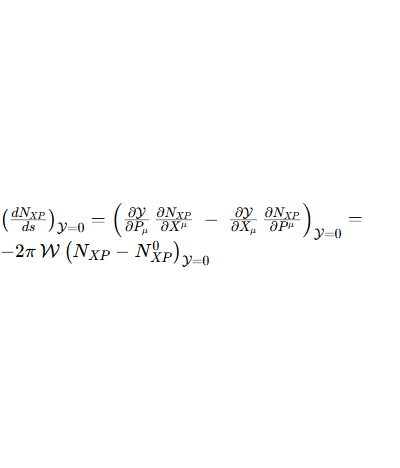 $\left(\frac{dN_{XP}}{ds}\right)_{\mathcal{Y}=0} = \left(\frac{\partial \mathcal{Y}}{\partial P_\mu} \frac{\partial N_{XP}}{\partial X^\mu} - \frac{\partial \mathcal{Y}}{\partial X_\mu} \frac{\partial N_{XP}}{\partial P^\mu}\right)_{\mathcal{Y}=0} =$
$-2\pi \, \mathcal{W} \left(N_{XP} - N^0_{XP}\right)_{\mathcal{Y}=0}$